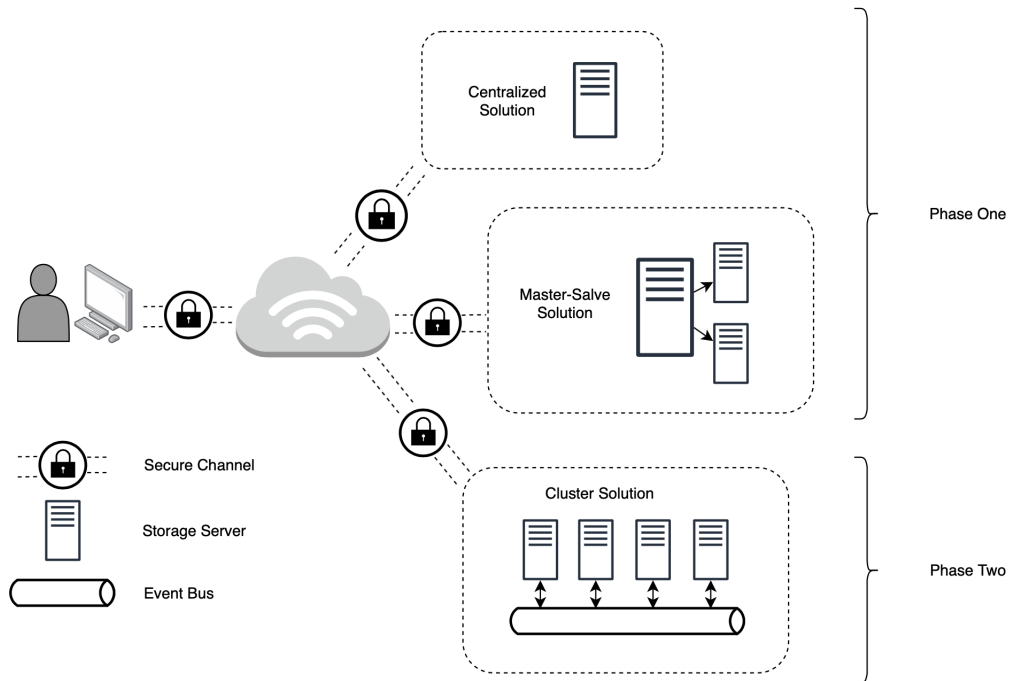 Centralized
Solution
Phase One
Master-Salve
Solution
Secure Channel
Cluster Solution
Storage Server
Phase Two
Event Bus